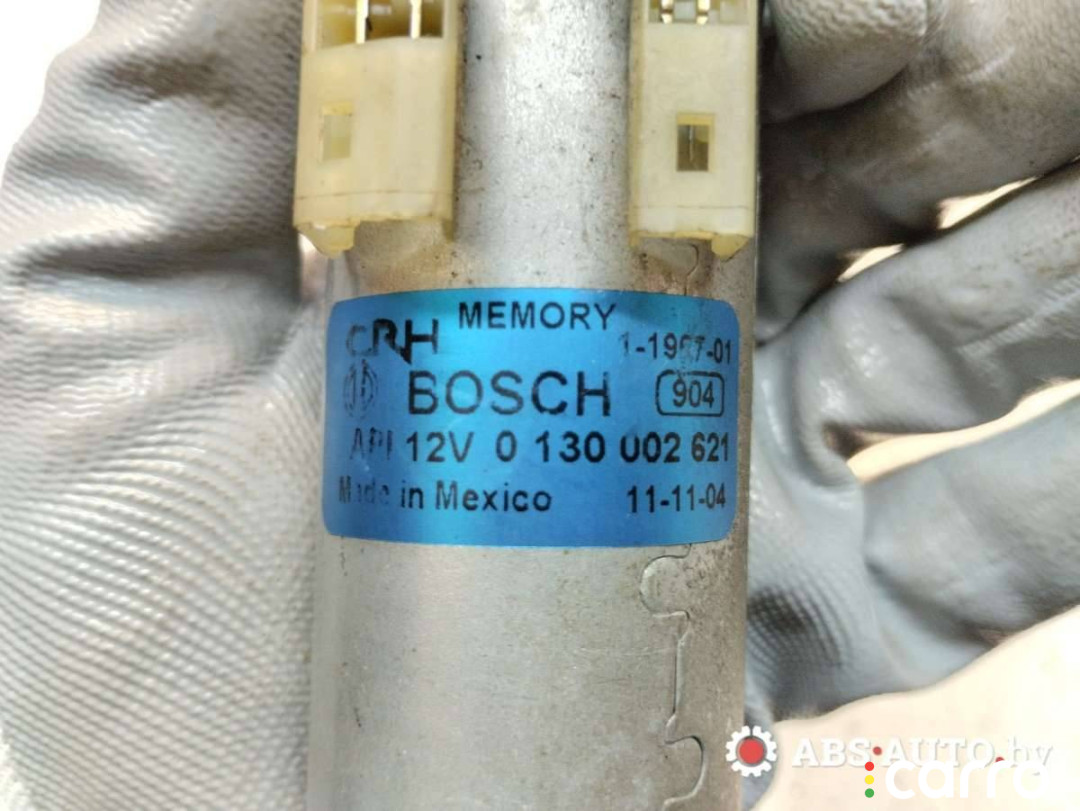 MEMORY
CRH 1-1997-01
BOSCH 904
API 12V 0 130 002 621
Made in Mexico 11-11-04
ABS-AUTO.by
carro